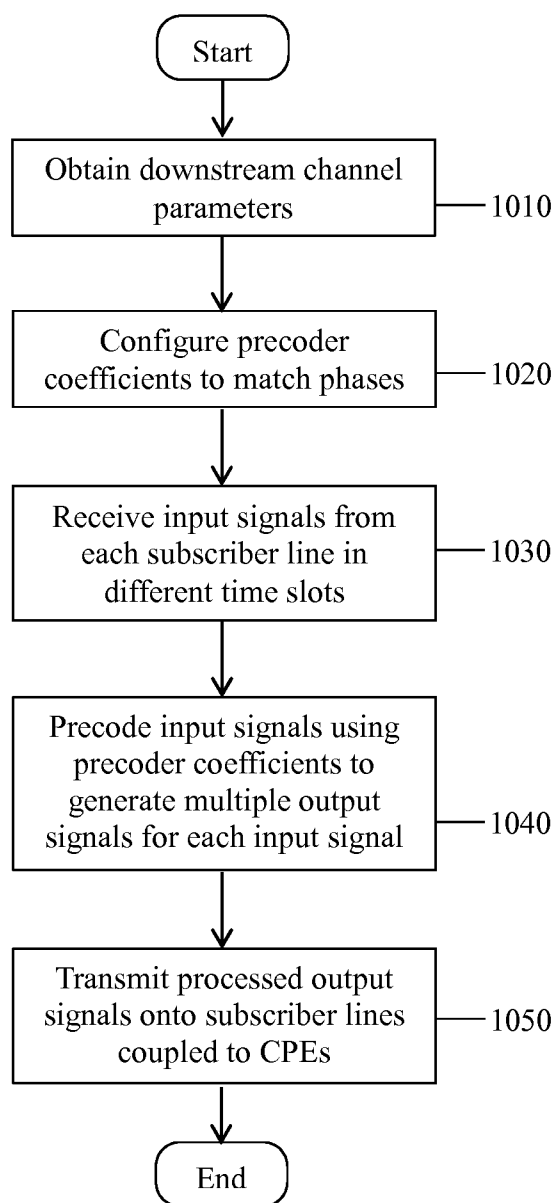 Start
Obtain downstream channel
parameters
1010
Configure precoder
coefficients to match phases
1020
Receive input signals from
each subscriber line in
different time slots
1030
Precode input signals using
precoder coefficients to
generate multiple output
signals for each input signal
1040
Transmit processed output
signals onto subscriber lines
coupled to CPEs
1050
End